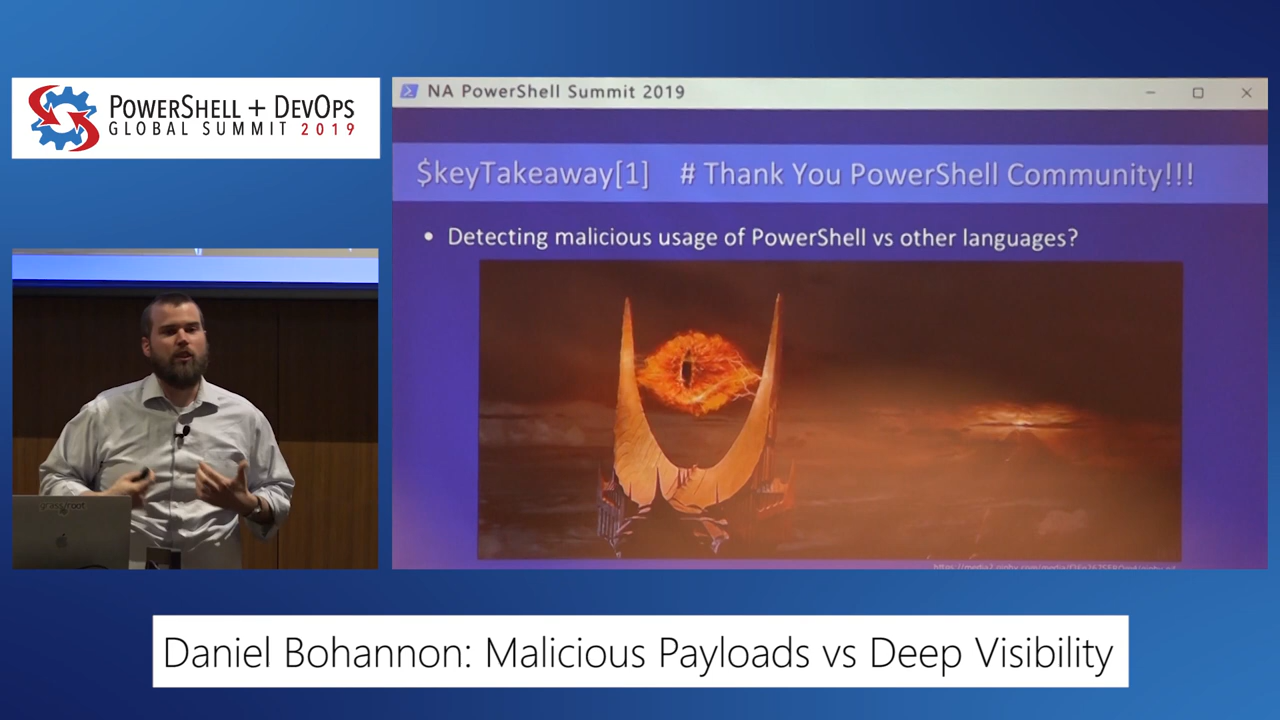 POWERSHELL + DEVOPS
GLOBAL SUMMIT 2019
NA PowerShell Summit 2019
$keyTakeaway[1] # Thank You PowerShell Community!!!
• Detecting malicious usage of PowerShell vs other languages?
Daniel Bohannon: Malicious Payloads vs Deep Visibility